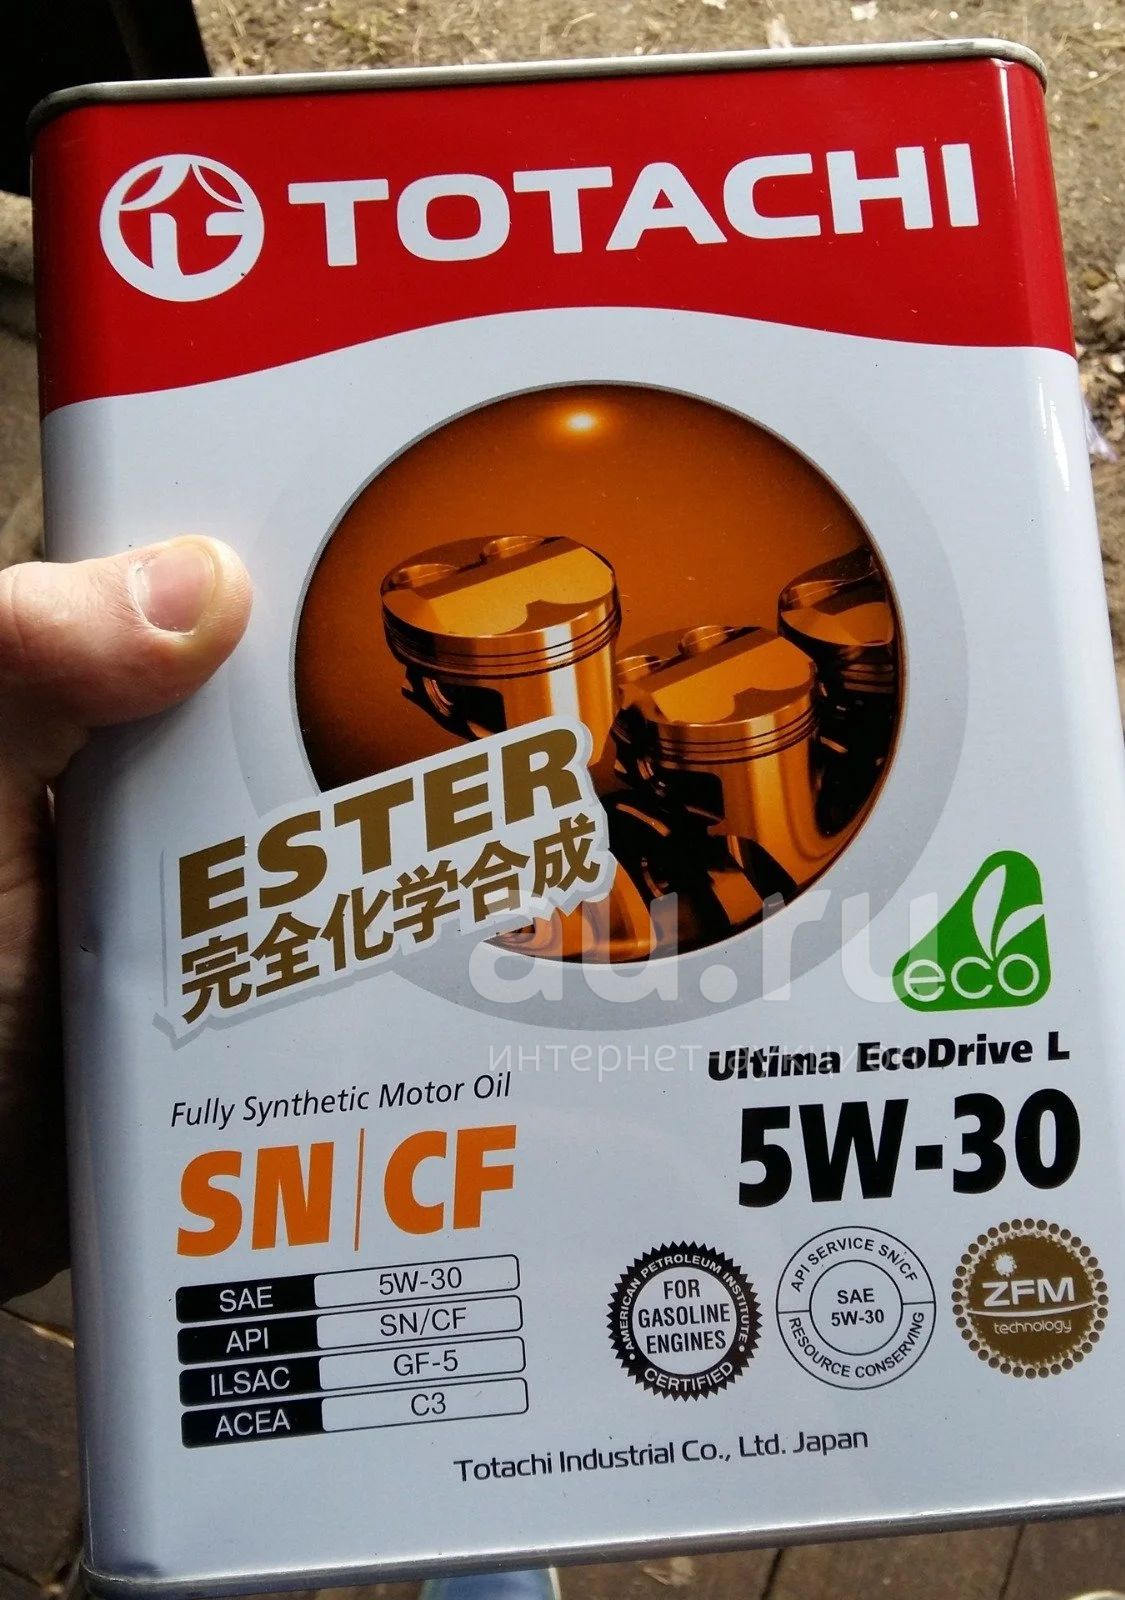 TOTACHI
ESTER
完全化学合成
au.ru
интернет-аукцион
eco
Ultima EcoDrive L
5W-30
Fully Synthetic Motor Oil
SN | CF
SAE 5W-30
API SN/CF
ILSAC GF-5
ACEA C3
AMERICAN PETROLEUM INSTITUTE
FOR
GASOLINE
ENGINES
CERTIFIED
API SERVICE SN/CF
SAE
5W-30
RESOURCE CONSERVING
ZFM
technology
Totachi Industrial Co., Ltd. Japan